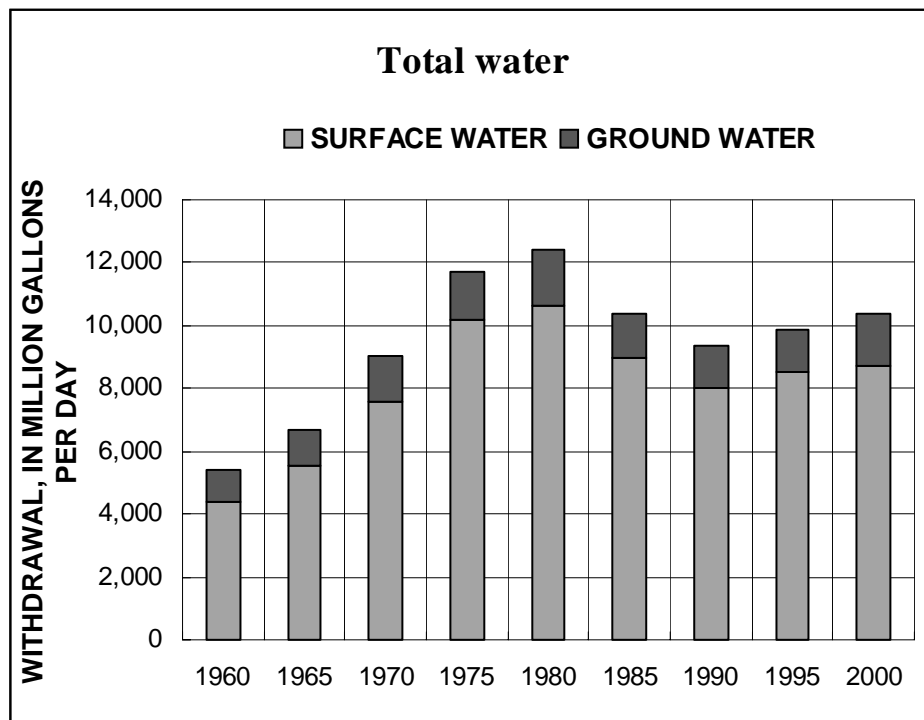 Total water
SURFACE WATER GROUND WATER
WITHDRAWAL, IN MILLION GALLONS
PER DAY
14,000
12,000
10,000
8,000
6,000
4,000
2,000
0
1960 1965 1970 1975 1980 1985 1990 1995 2000